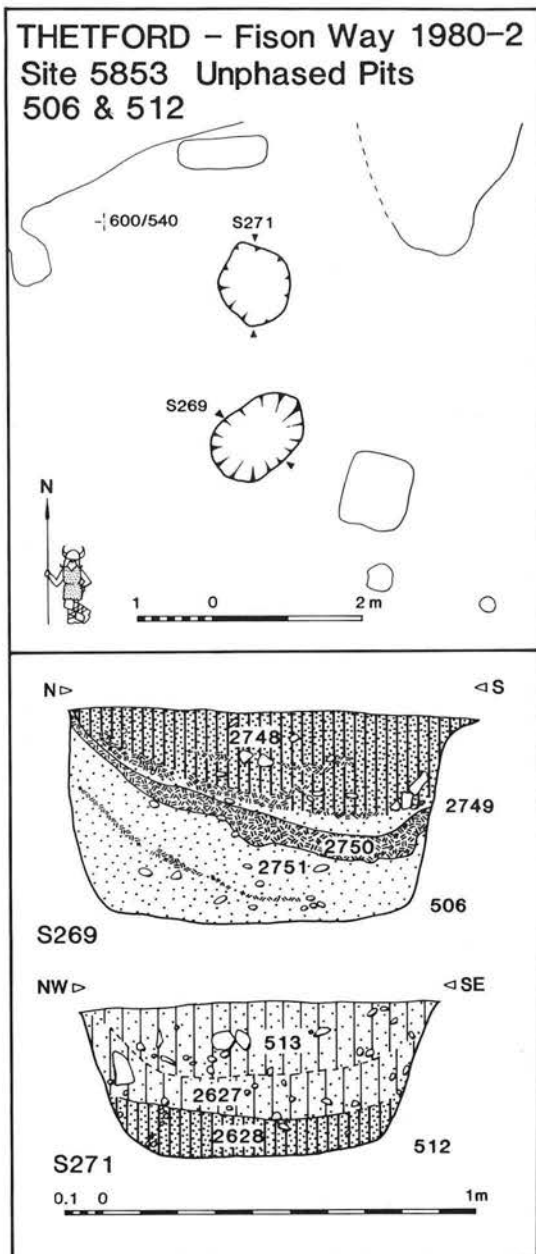 THETFORD – Fison Way 1980–2
Site 5853 Unphased Pits
506 & 512
600/540
S271
S269
N
1 0 2 m
N S
2748
2749
2750
2751
506
S269
NW SE
513
2627
2628
512
S271
0.1 0 1m